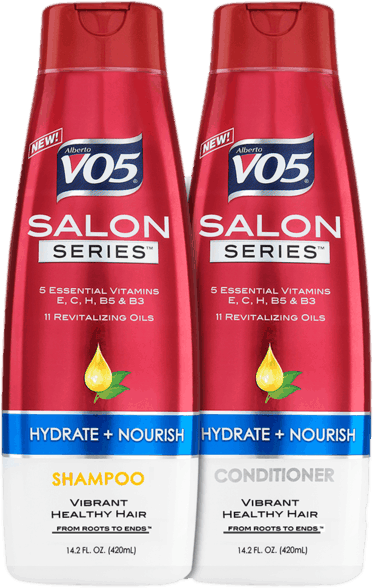 NEW!
Alberto
VO5
SALON
SERIES™
5 ESSENTIAL VITAMINS
E, C, H, B5 & B3
11 REVITALIZING OILS
HYDRATE + NOURISH
SHAMPOO
VIBRANT
HEALTHY HAIR
FROM ROOTS TO ENDS™
14.2 FL. OZ. (420mL)
NEW!
Alberto
VO5
SALON
SERIES™
5 ESSENTIAL VITAMINS
E, C, H, B5 & B3
11 REVITALIZING OILS
HYDRATE + NOURISH
CONDITIONER
VIBRANT
HEALTHY HAIR
FROM ROOTS TO ENDS™
14.2 FL. OZ. (420mL)